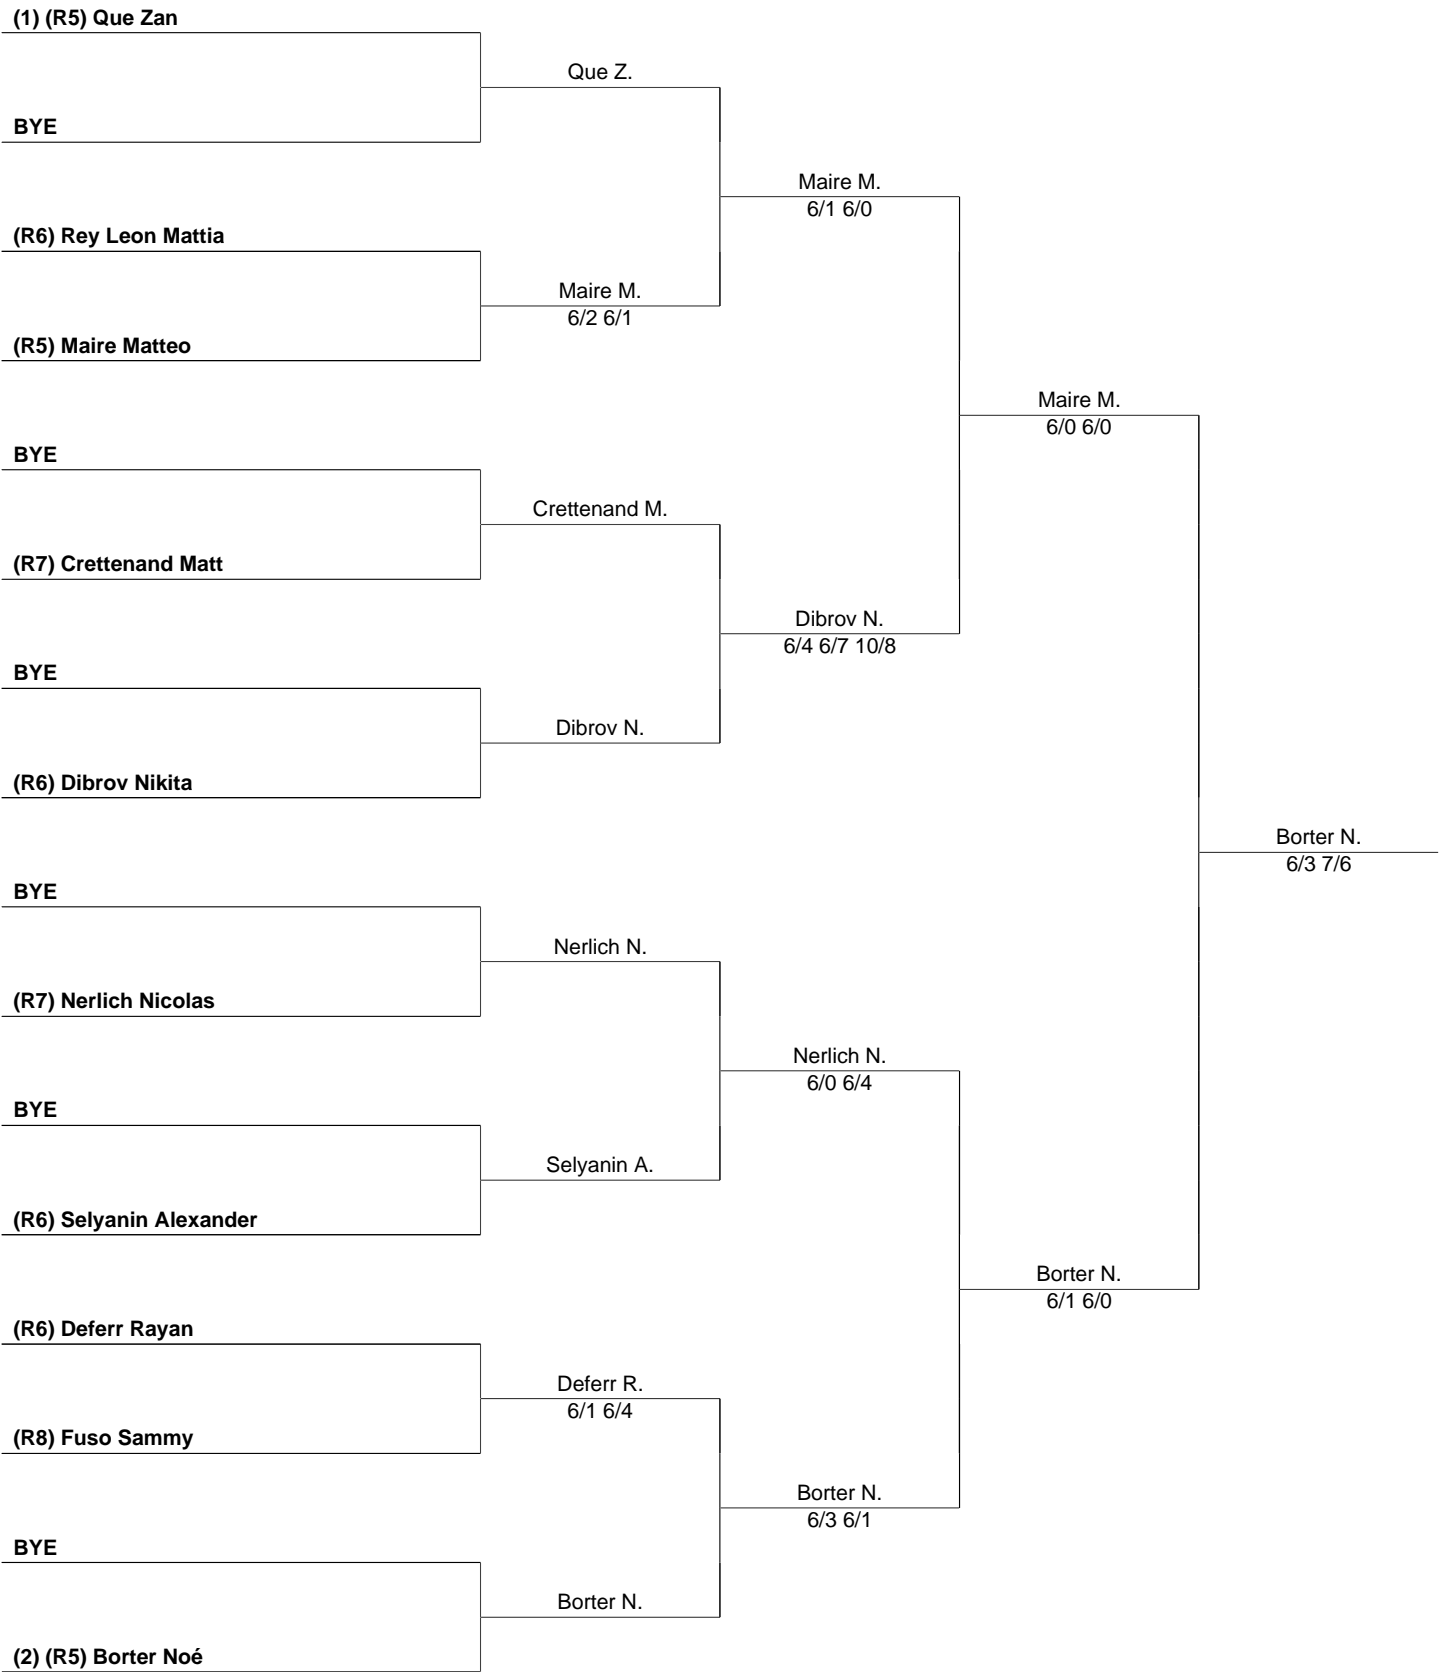 (1) (R5) Que Zan
Que Z.
BYE
Maire M.
6/1 6/0
(R6) Rey Leon Mattia
Maire M.
6/2 6/1
(R5) Maire Matteo
Maire M.
6/0 6/0
BYE
Crettenand M.
(R7) Crettenand Matt
Dibrov N.
6/4 6/7 10/8
BYE
Dibrov N.
(R6) Dibrov Nikita
Borter N.
6/3 7/6
BYE
Nerlich N.
(R7) Nerlich Nicolas
Nerlich N.
6/0 6/4
BYE
Selyanin A.
(R6) Selyanin Alexander
Borter N.
6/1 6/0
(R6) Deferr Rayan
Deferr R.
6/1 6/4
(R8) Fuso Sammy
Borter N.
6/3 6/1
BYE
Borter N.
(2) (R5) Borter Noé